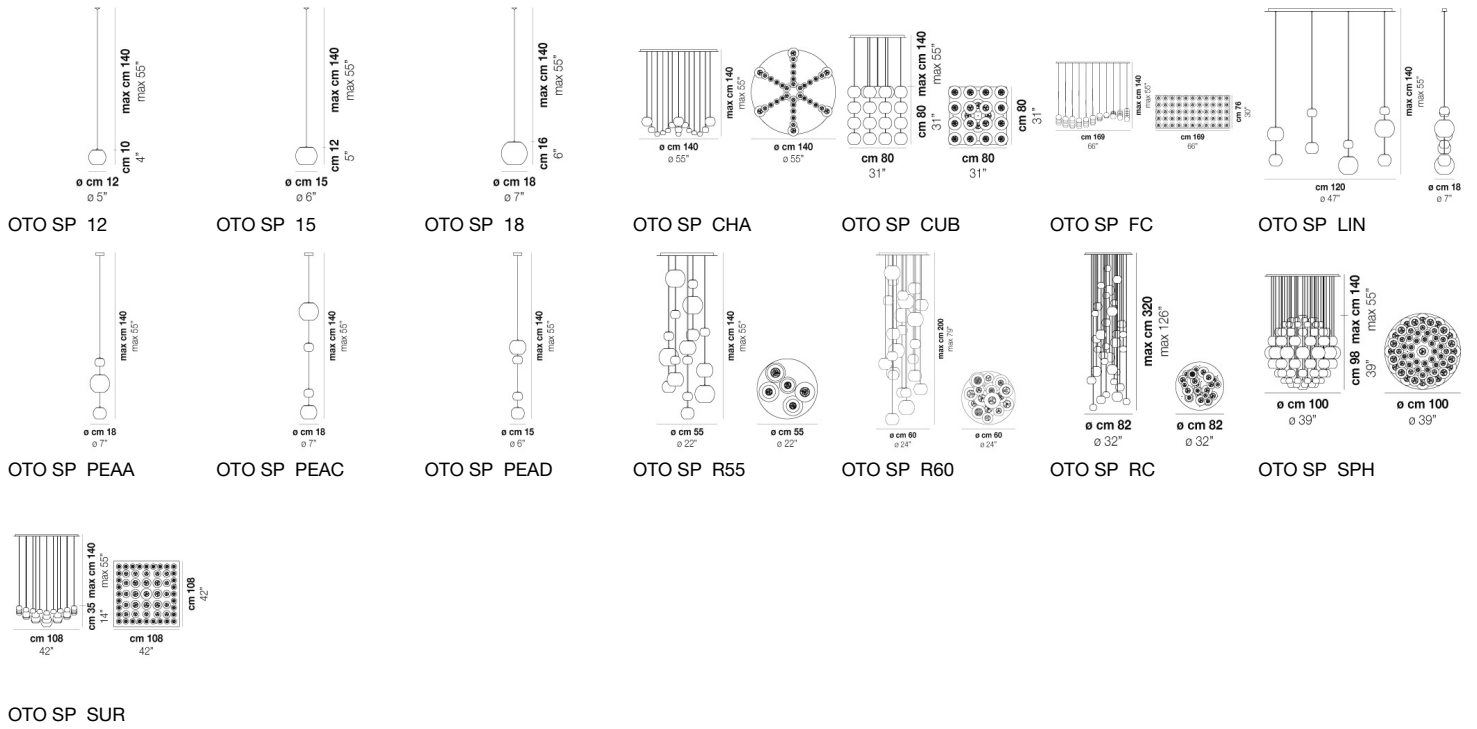 max cm 140
max 55"
cm 10
4"
ø cm 12
ø 5"
OTO SP 12
max cm 140
max 55"
cm 12
5"
ø cm 15
ø 6"
OTO SP 15
max cm 140
max 55"
cm 16
6"
ø cm 18
ø 7"
OTO SP 18
max cm 140
max 55"
ø cm 140
ø 55"
ø cm 140
ø 55"
OTO SP CHA
max cm 140
max 55"
cm 80
31"
cm 80
31"
cm 80
31"
cm 80
31"
OTO SP CUB
max cm 140
max 55"
cm 169
66"
cm 76
30"
cm 169
66"
OTO SP FC
max cm 140
max 55"
cm 120
ø 47"
ø cm 18
ø 7"
OTO SP LIN
max cm 140
max 55"
ø cm 18
ø 7"
OTO SP PEAA
max cm 140
max 55"
ø cm 18
ø 7"
OTO SP PEAC
max cm 140
max 55"
ø cm 15
ø 6"
OTO SP PEAD
max cm 140
max 55"
ø cm 55
ø 22"
ø cm 55
ø 22"
OTO SP R55
max cm 200
max 79"
ø cm 60
ø 24"
ø cm 60
ø 24"
OTO SP R60
max cm 320
max 126"
ø cm 82
ø 32"
ø cm 82
ø 32"
OTO SP RC
max cm 140
max 55"
cm 98
39"
ø cm 100
ø 39"
ø cm 100
ø 39"
OTO SP SPH
max cm 140
max 55"
cm 35
14"
cm 108
42"
cm 108
42"
cm 108
42"
OTO SP SUR